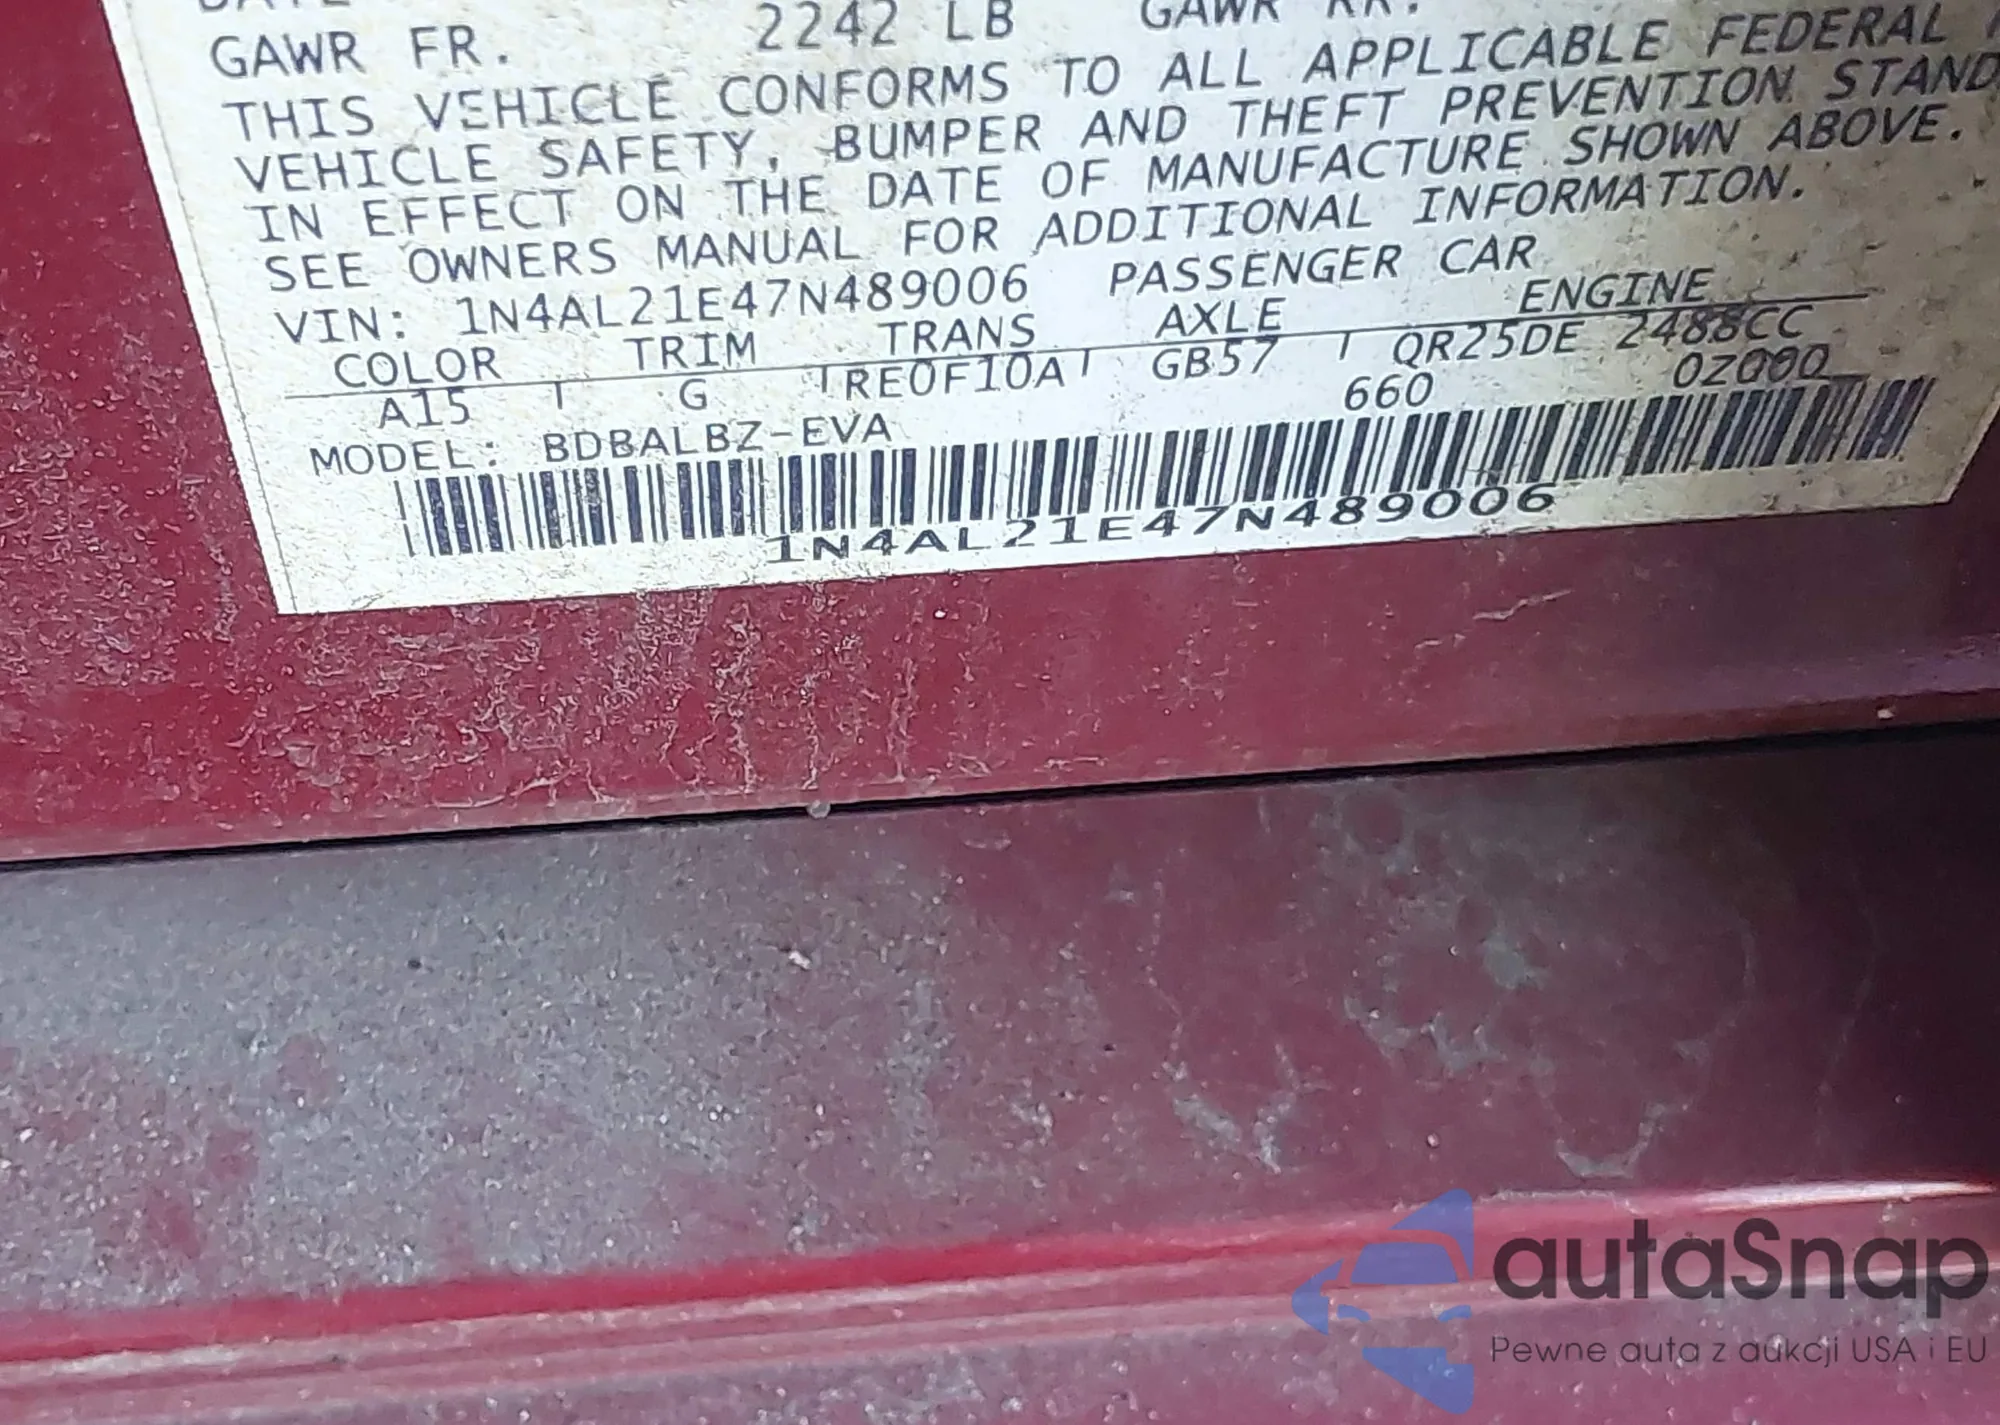 GAWR FR. 2242 LB GAWR RR.
THIS VEHICLE CONFORMS TO ALL APPLICABLE FEDERAL
VEHICLE SAFETY, BUMPER AND THEFT PREVENTION STAND
IN EFFECT ON THE DATE OF MANUFACTURE SHOWN ABOVE.
SEE OWNERS MANUAL FOR ADDITIONAL INFORMATION.
VIN: 1N4AL21E47N489006 PASSENGER CAR
COLOR TRIM TRANS AXLE ENGINE
A15 G RE0F10A GB57 QR25DE 2488CC
MODEL: BDBALBZ-EVA 660 0Z000
1N4AL21E47N489006
autaSnap
Pewne auta z aukcji USA i EU